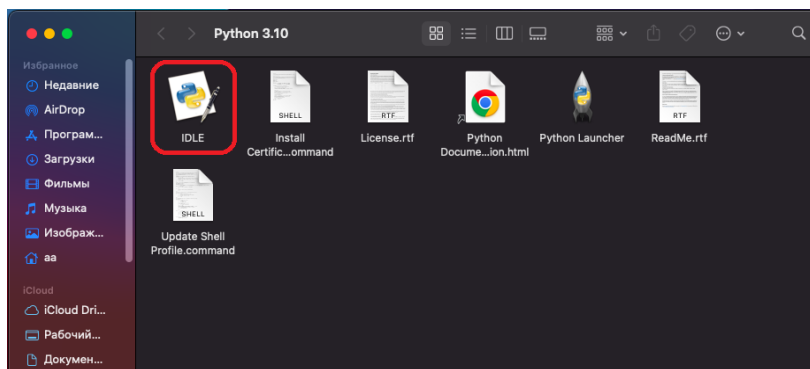 Python 3.10
Избранное
Недавние
AirDrop
Програм...
Загрузки
Фильмы
Музыка
Изображ...
aa
iCloud
iCloud Dri...
Рабочий...
Докумен...
SHELL
RTF
RTF
IDLE
Install
Certific...ommand
License.rtf
Python
Docume...ion.html
Python Launcher
ReadMe.rtf
SHELL
Update Shell
Profile.command